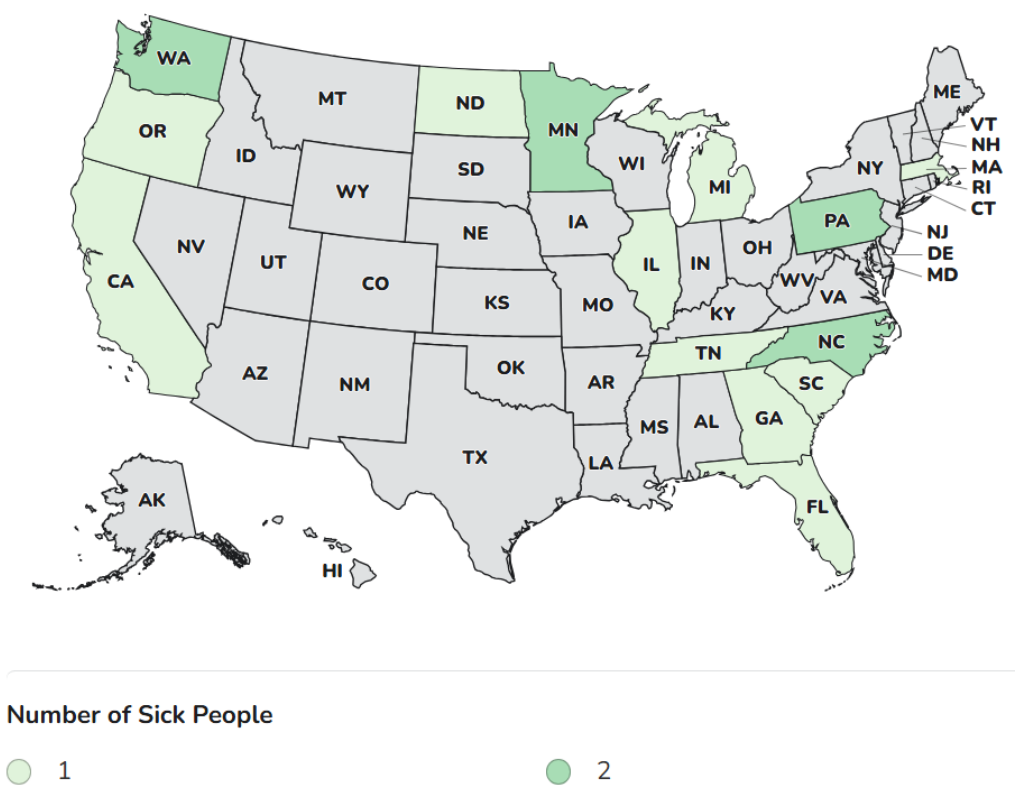 WA
MT
ND
MN
ME
OR
ID
WY
SD
WI
MI
NY
VT
NH
MA
RI
CT
NV
UT
CO
NE
IA
IL
IN
OH
PA
NJ
DE
MD
CA
KS
MO
KY
WV
VA
AZ
NM
OK
AR
TN
NC
SC
TX
LA
MS
AL
GA
FL
AK
HI
Number of Sick People
1
2